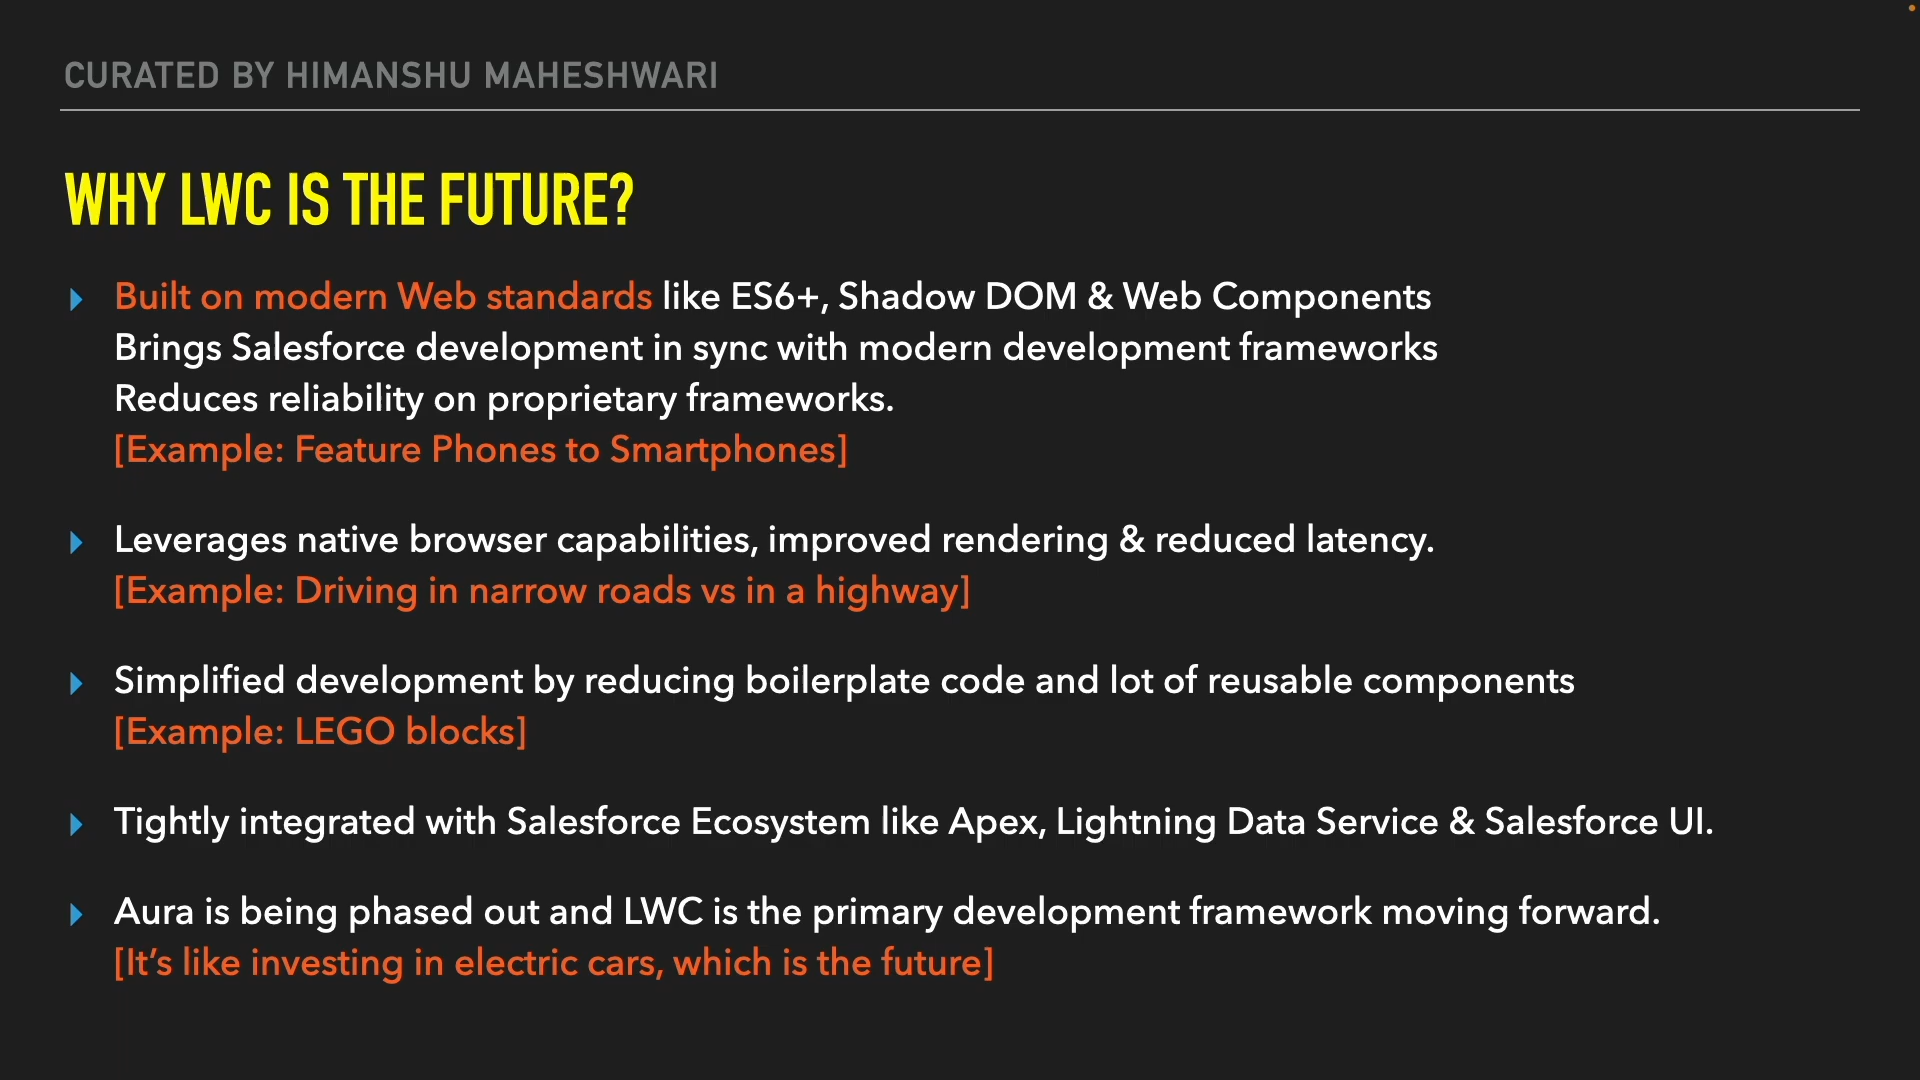 CURATED BY HIMANSHU MAHESHWARI
WHY LWC IS THE FUTURE?
Built on modern Web standards like ES6+, Shadow DOM & Web Components
Brings Salesforce development in sync with modern development frameworks
Reduces reliability on proprietary frameworks.
[Example: Feature Phones to Smartphones]
Leverages native browser capabilities, improved rendering & reduced latency.
[Example: Driving in narrow roads vs in a highway]
Simplified development by reducing boilerplate code and lot of reusable components
[Example: LEGO blocks]
Tightly integrated with Salesforce Ecosystem like Apex, Lightning Data Service & Salesforce UI.
Aura is being phased out and LWC is the primary development framework moving forward.
[It’s like investing in electric cars, which is the future]